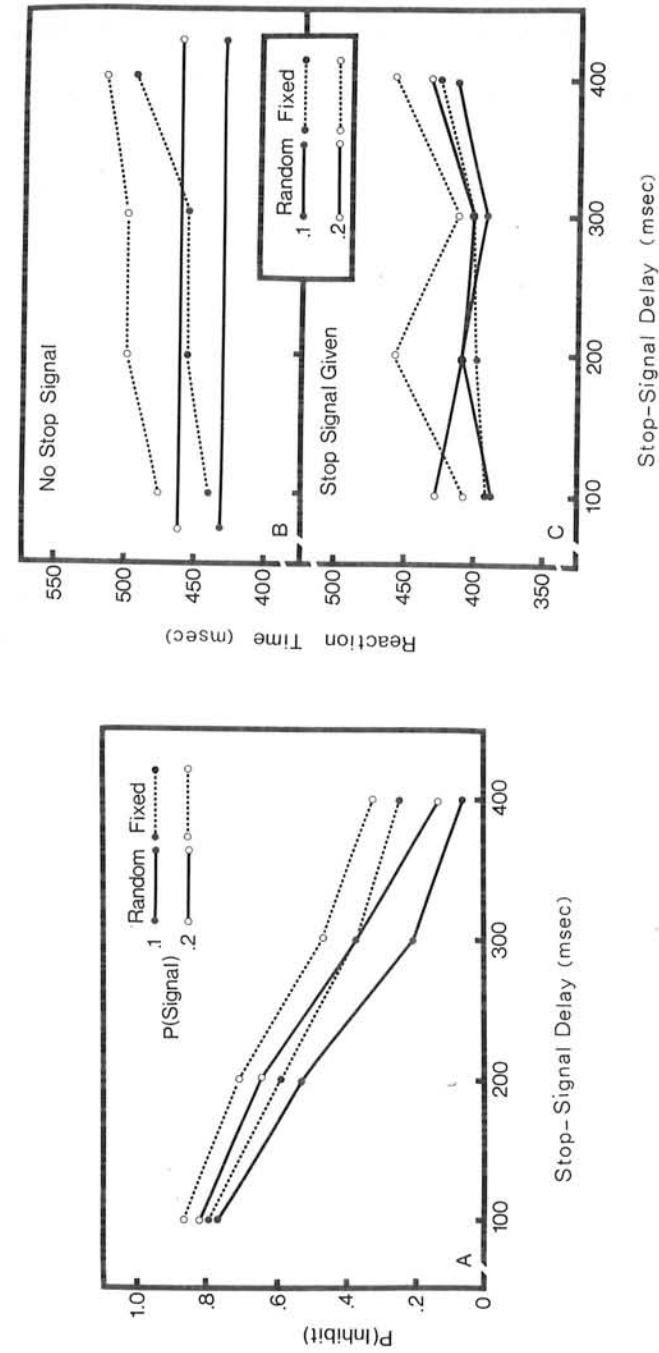 1.0
.8
.6
.4
.2
0
P(Inhibit)
A
P(Signal)
Random Fixed
.1
.2
100 200 300 400
Stop-Signal Delay (msec)
550
500
450
400
No Stop Signal
B
Random Fixed
.1
.2
Reaction Time (msec)
450
400
350
Stop Signal Given
C
100 200 300 400
Stop-Signal Delay (msec)